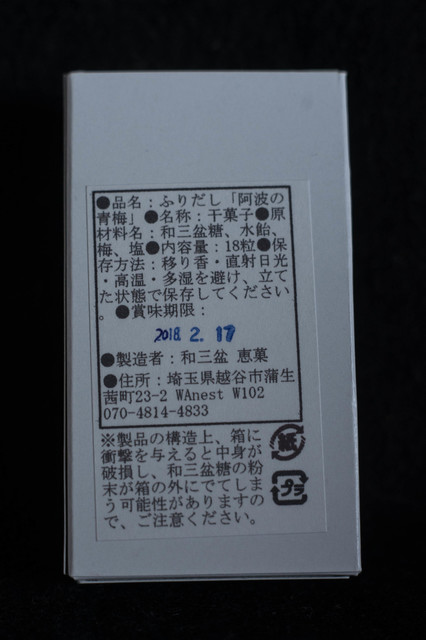 ●品名：ふりだし「阿波の
青梅」●名称：干菓子●原
材料名：和三盆糖、水飴、
梅、塩●内容量：18粒●保
存方法：移り香・直射日光
・高温・多湿を避け、立て
た状態で保存してください
。●賞味期限：
2018 2. 17
●製造者：和三盆 恵菓
●住所：埼玉県越谷市蒲生
茜町23-2 WAnest W102
070-4814-4833
※製品の構造上、箱に
衝撃を与えると中身が
破損し、和三盆糖の粉
末が箱の外にでてしま
う可能性がありますの
で、ご注意ください。
紙
プラ